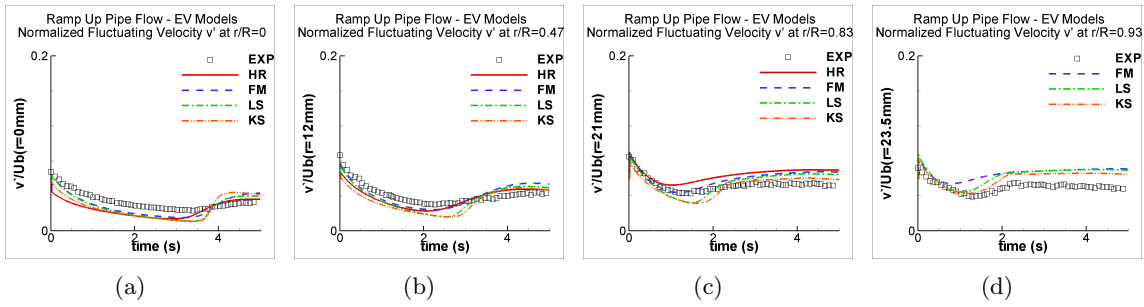 Ramp Up Pipe Flow - EV Models
Normalized Fluctuating Velocity v' at r/R=0
0.2
EXP
HR
FM
LS
KS
v'/Ub(r=0mm)
0
0
2
4
time (s)
(a)
Ramp Up Pipe Flow - EV Models
Normalized Fluctuating Velocity v' at r/R=0.47
0.2
EXP
HR
FM
LS
KS
v'/Ub(r=12mm)
0
0
2
4
time (s)
(b)
Ramp Up Pipe Flow - EV Models
Normalized Fluctuating Velocity v' at r/R=0.83
0.2
EXP
HR
FM
LS
KS
v'/Ub(r=21mm)
0
0
2
4
time (s)
(c)
Ramp Up Pipe Flow - EV Models
Normalized Fluctuating Velocity v' at r/R=0.93
0.2
EXP
FM
LS
KS
v'/Ub(r=23.5mm)
0
0
2
4
time (s)
(d)